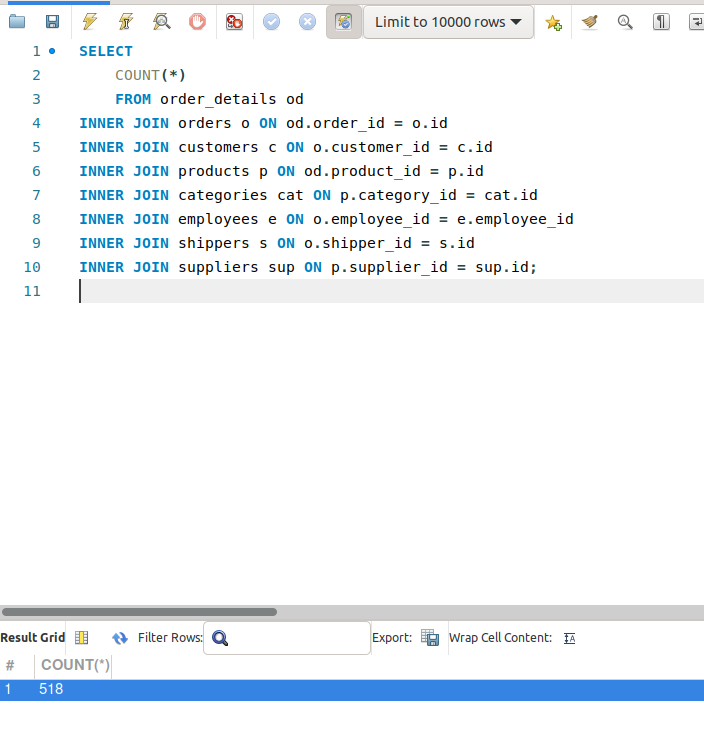 Limit to 10000 rows
1 SELECT
2 COUNT(*)
3 FROM order_details od
4 INNER JOIN orders o ON od.order_id = o.id
5 INNER JOIN customers c ON o.customer_id = c.id
6 INNER JOIN products p ON od.product_id = p.id
7 INNER JOIN categories cat ON p.category_id = cat.id
8 INNER JOIN employees e ON o.employee_id = e.employee_id
9 INNER JOIN shippers s ON o.shipper_id = s.id
10 INNER JOIN suppliers sup ON p.supplier_id = sup.id;
11
Result Grid Filter Rows: Export: Wrap Cell Content:
# COUNT(*)
1 518